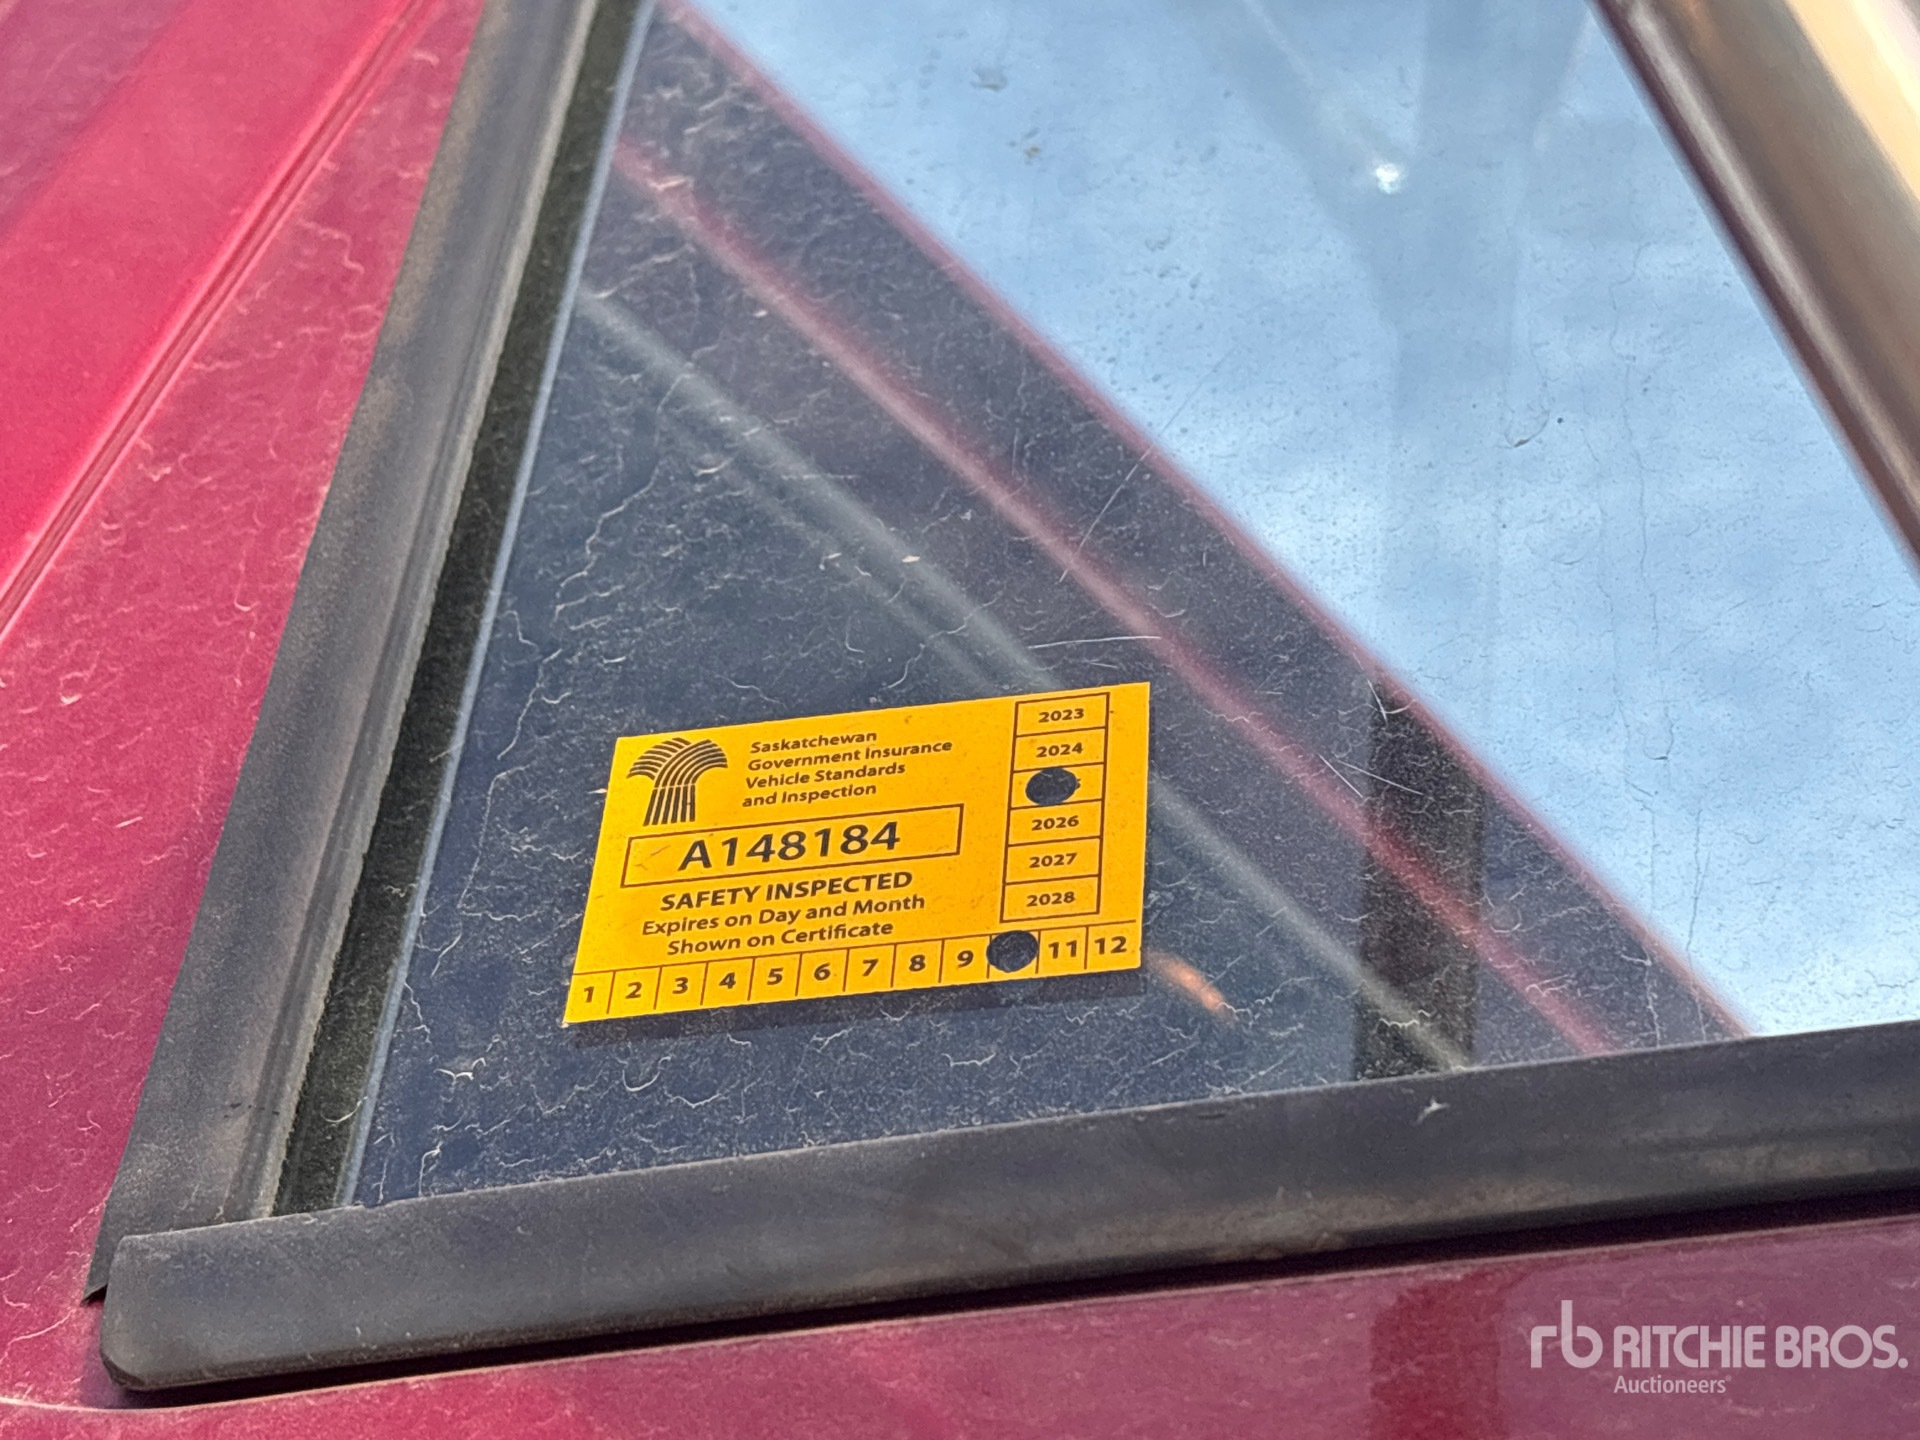 Saskatchewan
Government Insurance
Vehicle Standards
and Inspection
A148184
SAFETY INSPECTED
Expires on Day and Month
Shown on Certificate
2023
2024
2026
2027
2028
1 2 3 4 5 6 7 8 9 11 12
rb RITCHIE BROS.
Auctioneers